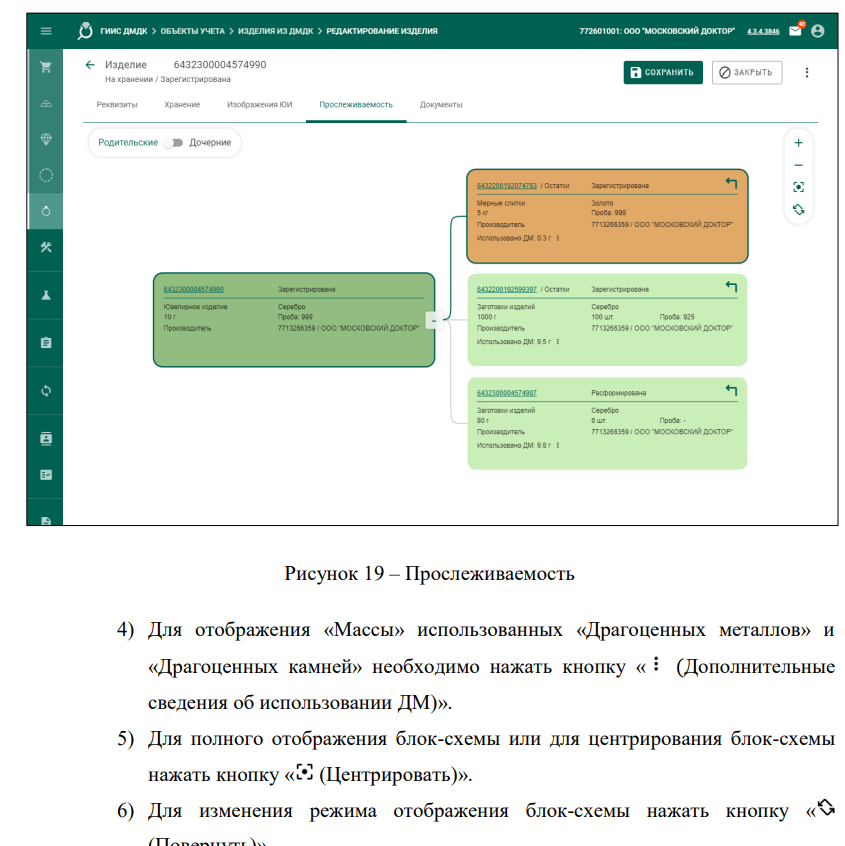 ГИИС ДМДК > ОБЪЕКТЫ УЧЕТА > ИЗДЕЛИЯ ИЗ ДМДК > РЕДАКТИРОВАНИЕ ИЗДЕЛИЯ
772601001: ООО "МОСКОВСКИЙ ДОКТОР" 4.3.4.3846 42
Изделие 6432300004574990
На хранении / Зарегистрирована
СОХРАНИТЬ ЗАКРЫТЬ
Реквизиты Хранение Изображения ЮИ Прослеживаемость Документы
Родительские Дочерние
6432200192074763 / Остатки Зарегистрирована
Мерные слитки Золото
5 кг Проба: 999
Производитель 7713266359 / ООО "МОСКОВСКИЙ ДОКТОР"
Использовано ДМ: 0.3 г
6432300004574990 Зарегистрирована
Ювелирное изделие Серебро
10 г Проба: 999
Производитель 7713266359 / ООО "МОСКОВСКИЙ ДОКТОР"
6432200192599397 / Остатки Зарегистрирована
Заготовки изделий Серебро
1000 г 100 шт. Проба: 925
Производитель 7713266359 / ООО "МОСКОВСКИЙ ДОКТОР"
Использовано ДМ: 9.5 г
6432300004574987 Расформирована
Заготовки изделий Серебро
80 г 8 шт. Проба: -
Производитель 7713266359 / ООО "МОСКОВСКИЙ ДОКТОР"
Использовано ДМ: 9.8 г
Рисунок 19 – Прослеживаемость
4) Для отображения «Массы» использованных «Драгоценных металлов» и
«Драгоценных камней» необходимо нажать кнопку « ⋮ (Дополнительные
сведения об использовании ДМ)».
5) Для полного отображения блок-схемы или для центрирования блок-схемы
нажать кнопку « (Центрировать)».
6) Для изменения режима отображения блок-схемы нажать кнопку «
(Повернуть)»